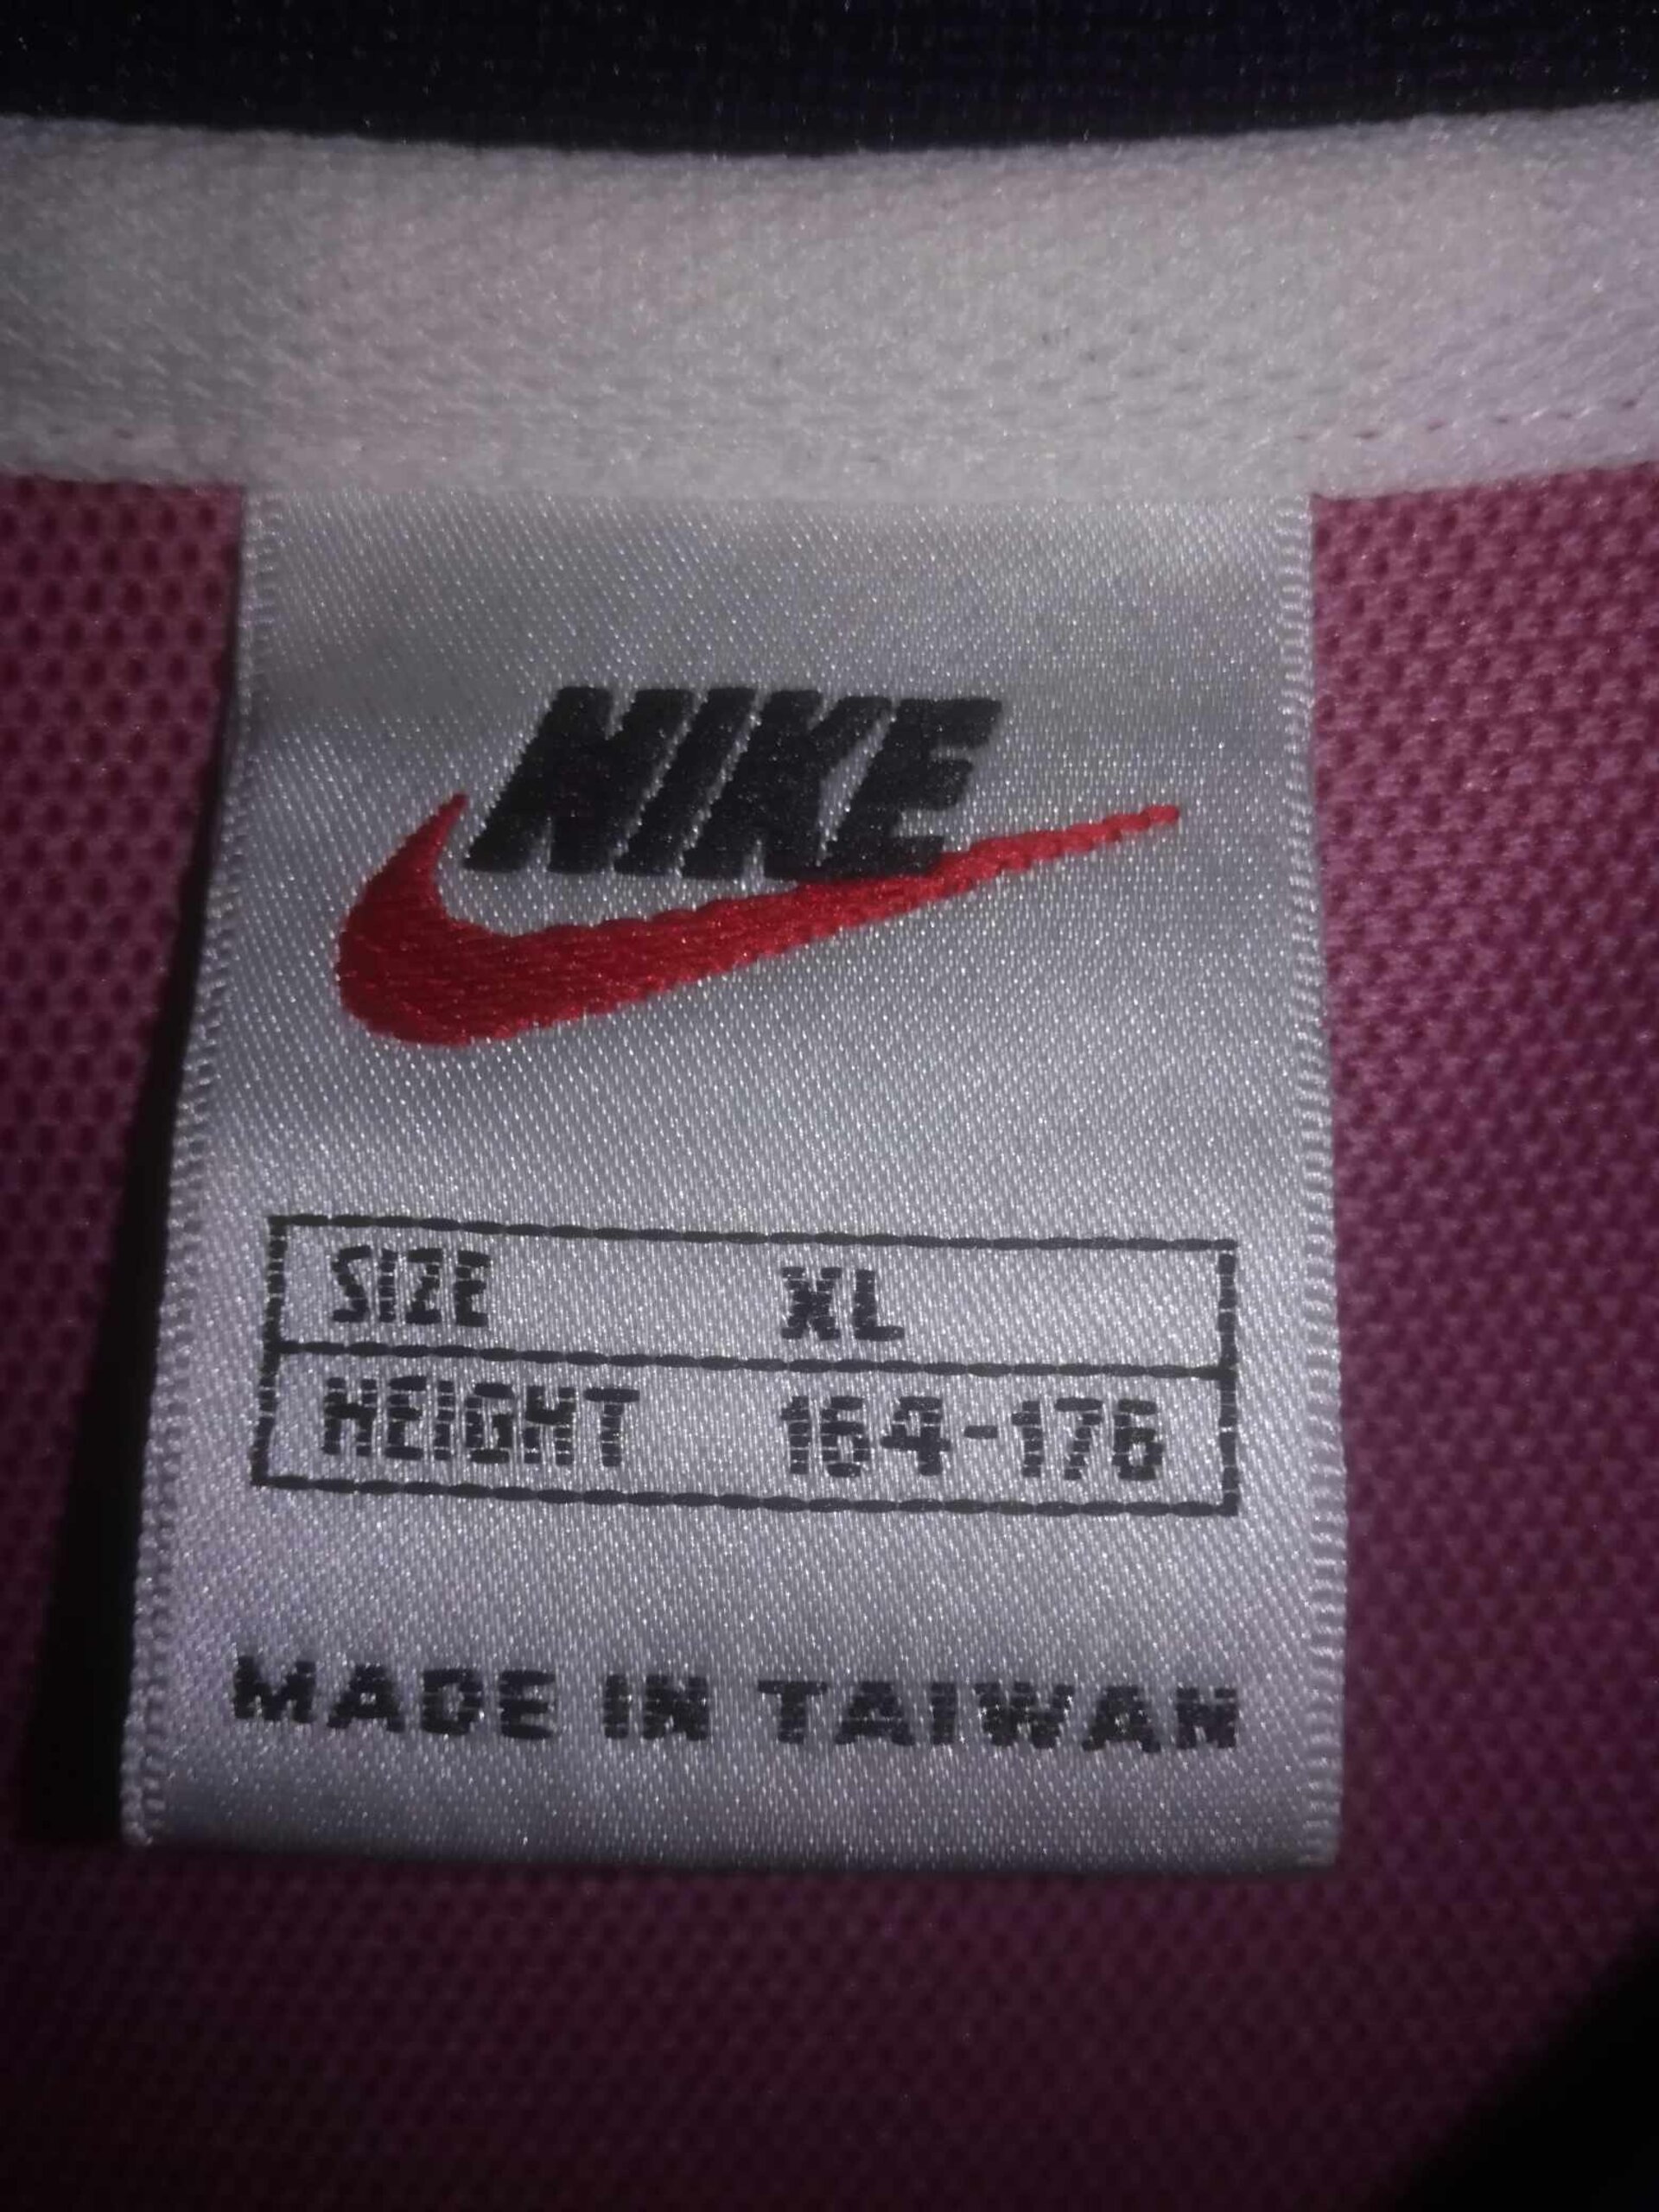 NIKE
SIZE XL
HEIGHT 164-176
MADE IN TAIWAN